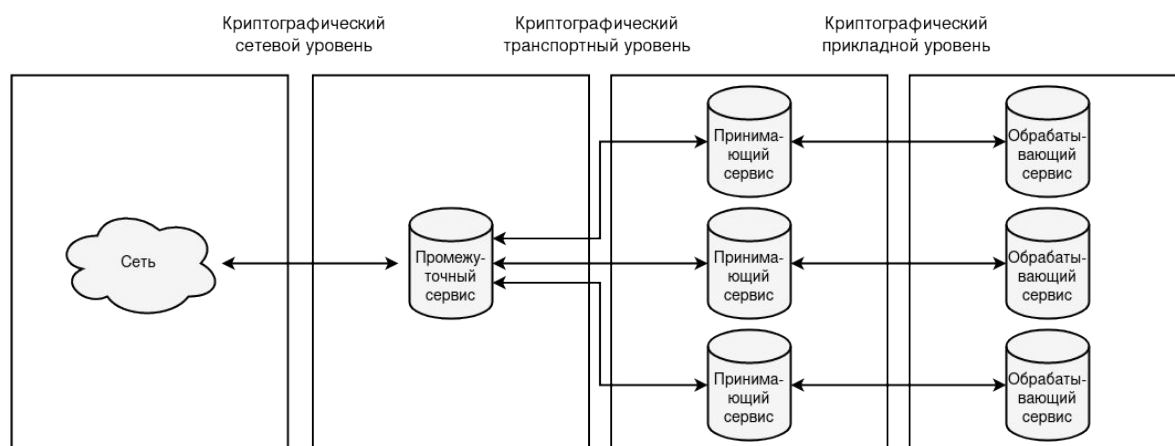 Криптографический
сетевой уровень
Криптографический
транспортный уровень
Криптографический
прикладной уровень
Сеть
Промежу-
точный
сервис
Принима-
ющий
сервис
Обрабаты-
вающий
сервис
Принима-
ющий
сервис
Обрабаты-
вающий
сервис
Принима-
ющий
сервис
Обрабаты-
вающий
сервис